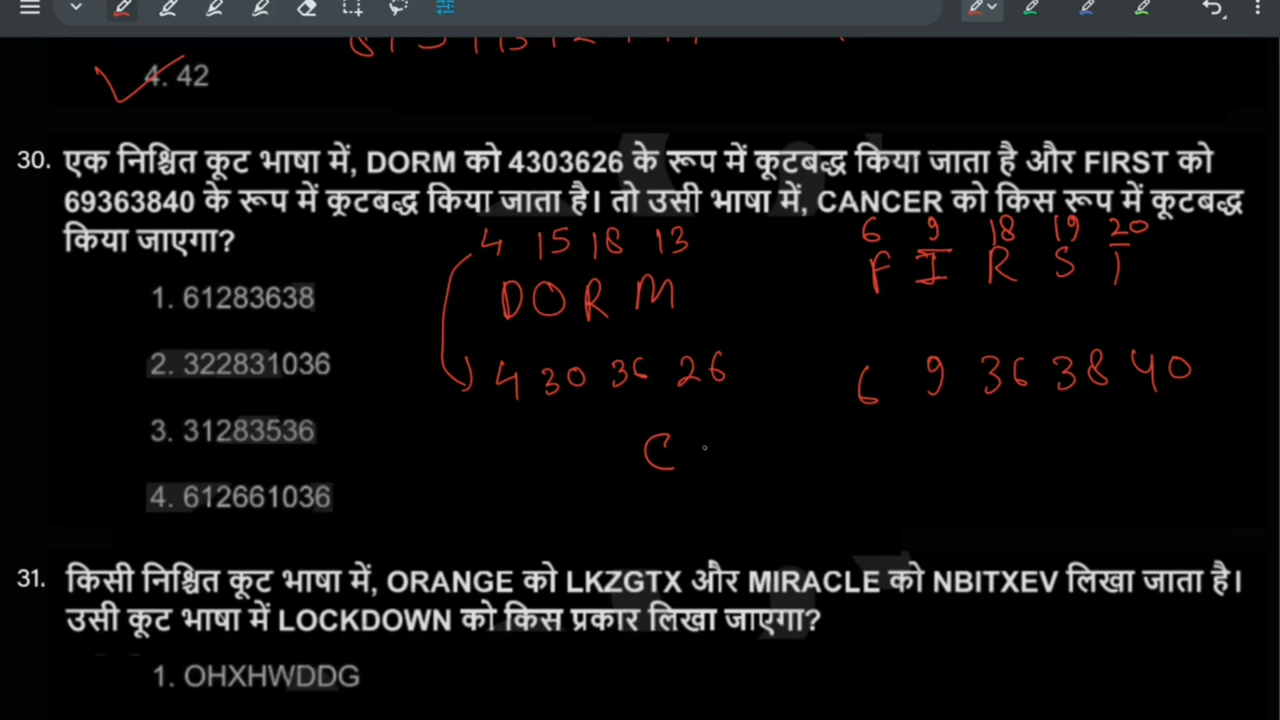 4. 42
30. एक निश्चित कूट भाषा में, DORM को 4303626 के रूप में कूटबद्ध किया जाता है और FIRST को
69363840 के रूप में कूटबद्ध किया जाता है। तो उसी भाषा में, CANCER को किस रूप में कूटबद्ध
किया जाएगा?
4 15 18 13
6 9 18 19 20
D O R M
F I R S T
1. 61283638
2. 322831036
4 30 36 26
6 9 36 38 40
3. 31283536
C
4. 612661036
31. किसी निश्चित कूट भाषा में, ORANGE को LKZGTX और MIRACLE को NBITXEV लिखा जाता है।
उसी कूट भाषा में LOCKDOWN को किस प्रकार लिखा जाएगा?
1. OHXHWDDG